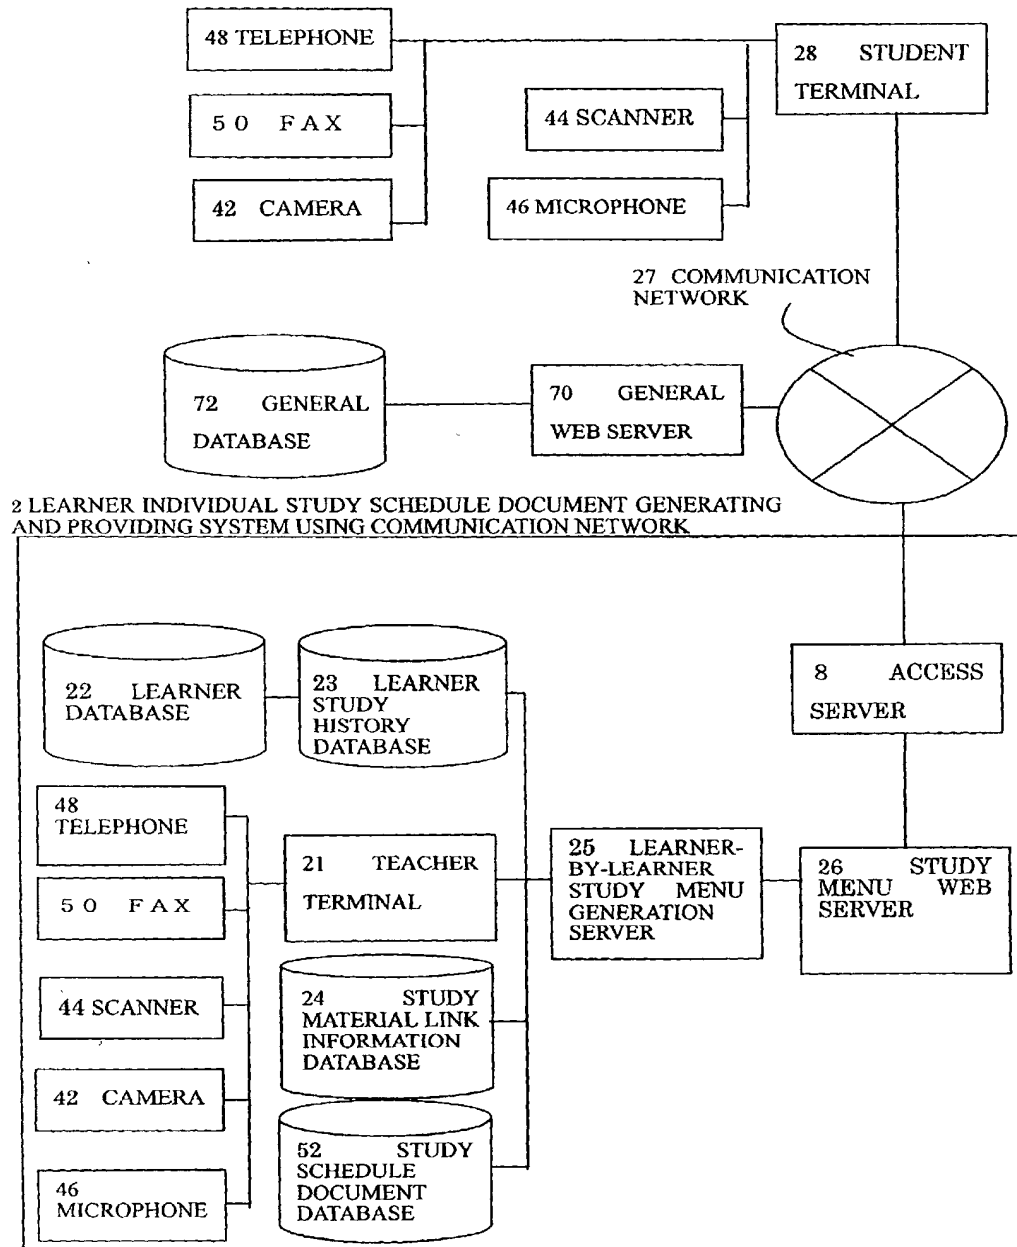 48 TELEPHONE
28 STUDENT
TERMINAL
50 FAX
44 SCANNER
42 CAMERA
46 MICROPHONE
27 COMMUNICATION
NETWORK
72 GENERAL
DATABASE
70 GENERAL
WEB SERVER
2 LEARNER INDIVIDUAL STUDY SCHEDULE DOCUMENT GENERATING
AND PROVIDING SYSTEM USING COMMUNICATION NETWORK
22 LEARNER
DATABASE
23 LEARNER
STUDY
HISTORY
DATABASE
8 ACCESS
SERVER
48
TELEPHONE
21 TEACHER
TERMINAL
25 LEARNER-
BY-LEARNER
STUDY MENU
GENERATION
SERVER
26 STUDY
MENU WEB
SERVER
50 FAX
44 SCANNER
24 STUDY
MATERIAL LINK
INFORMATION
DATABASE
42 CAMERA
52 STUDY
SCHEDULE
DOCUMENT
DATABASE
46
MICROPHONE